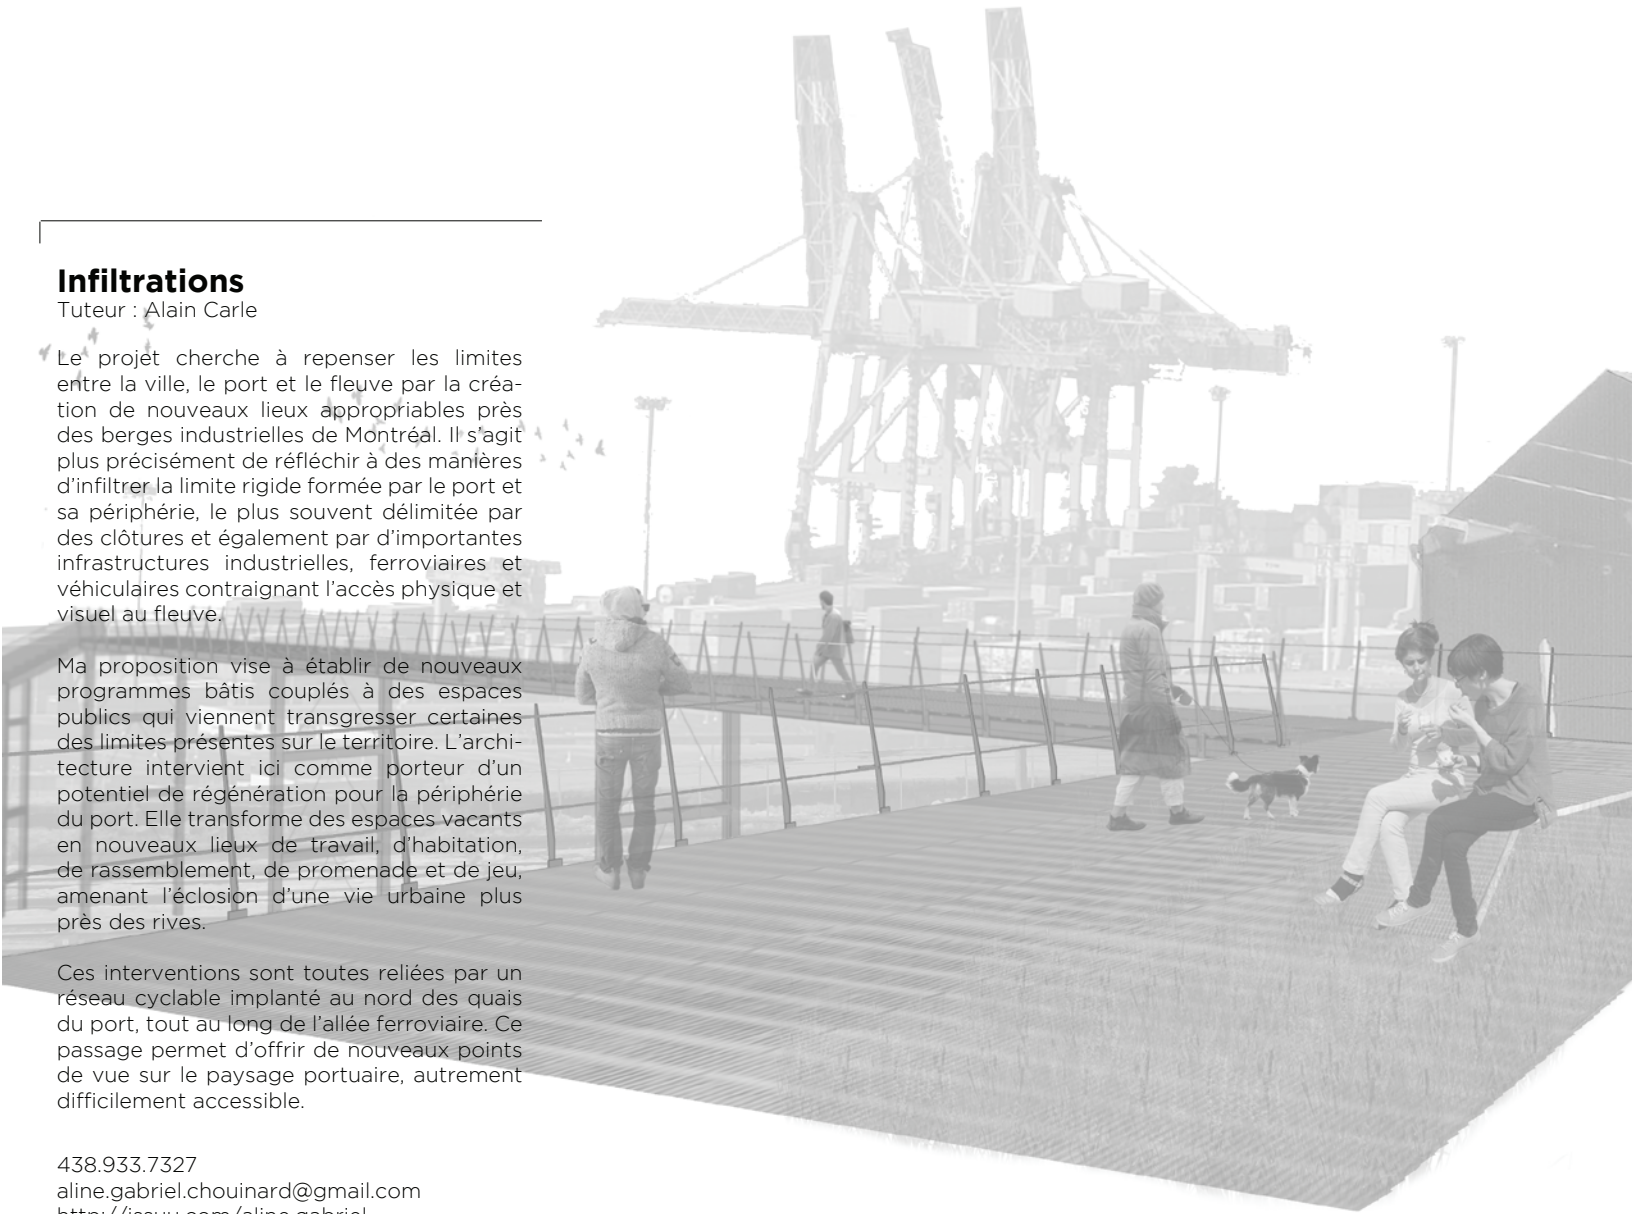 Infiltrations
Tuteur : Alain Carle
Le projet cherche à repenser les limites
entre la ville, le port et le fleuve par la créa-
tion de nouveaux lieux appropriables près
des berges industrielles de Montréal. Il s'agit
plus précisément de réfléchir à des manières
d'infiltrer la limite rigide formée par le port et
sa périphérie, le plus souvent délimitée par
des clôtures et également par d'importantes
infrastructures industrielles, ferroviaires et
véhiculaires contraignant l'accès physique et
visuel au fleuve.
Ma proposition vise à établir de nouveaux
programmes bâtis couplés à des espaces
publics qui viennent transgresser certaines
des limites présentes sur le territoire. L'archi-
tecture intervient ici comme porteur d'un
potentiel de régénération pour la périphérie
du port. Elle transforme des espaces vacants
en nouveaux lieux de travail, d'habitation,
de rassemblement, de promenade et de jeu,
amenant l'éclosion d'une vie urbaine plus
près des rives.
Ces interventions sont toutes reliées par un
réseau cyclable implanté au nord des quais
du port, tout au long de l'allée ferroviaire. Ce
passage permet d'offrir de nouveaux points
de vue sur le paysage portuaire, autrement
difficilement accessible.
438.933.7327
aline.gabriel.chouinard@gmail.com
http://issuu.com/aline.gabriel